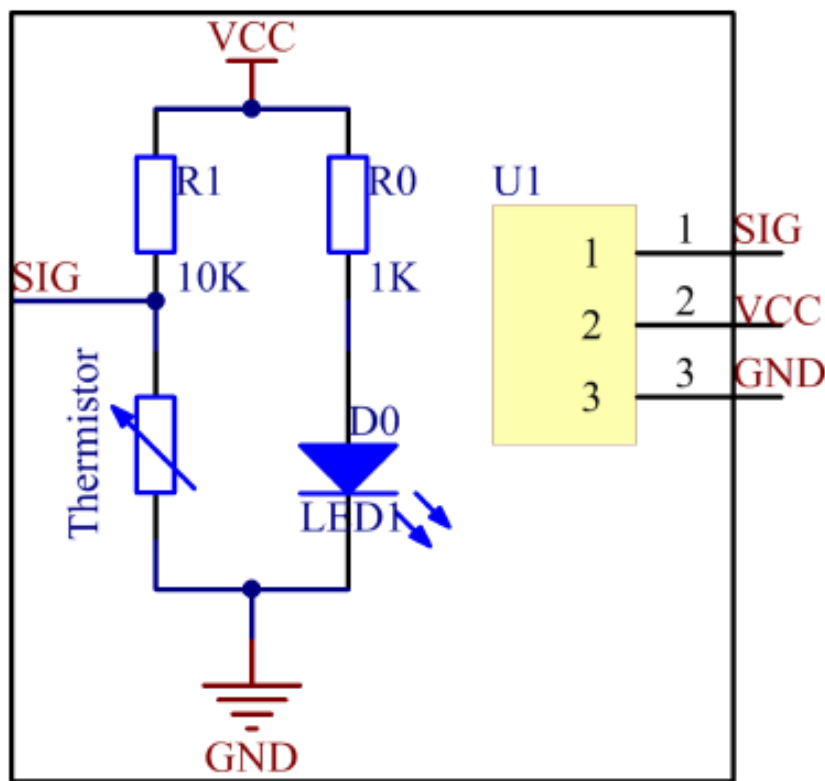 VCC
R1
R0
U1
10K
1K
SIG
1
2
3
1
2
3
SIG
VCC
GND
Thermistor
D0
LED1
GND